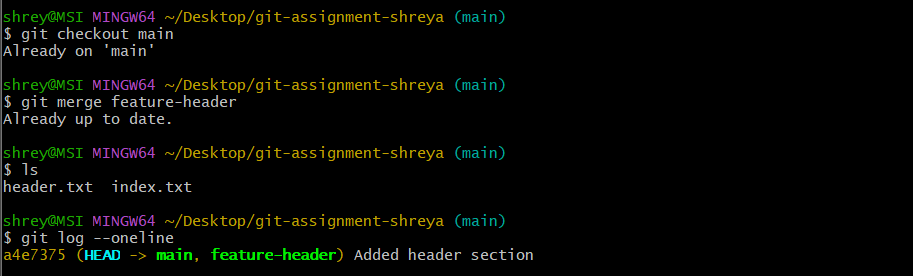 shrey@MSI MINGW64 ~/Desktop/git-assignment-shreya (main)
$ git checkout main
Already on 'main'
shrey@MSI MINGW64 ~/Desktop/git-assignment-shreya (main)
$ git merge feature-header
Already up to date.
shrey@MSI MINGW64 ~/Desktop/git-assignment-shreya (main)
$ ls
header.txt  index.txt
shrey@MSI MINGW64 ~/Desktop/git-assignment-shreya (main)
$ git log --oneline
a4e7375 (HEAD -> main, feature-header) Added header section